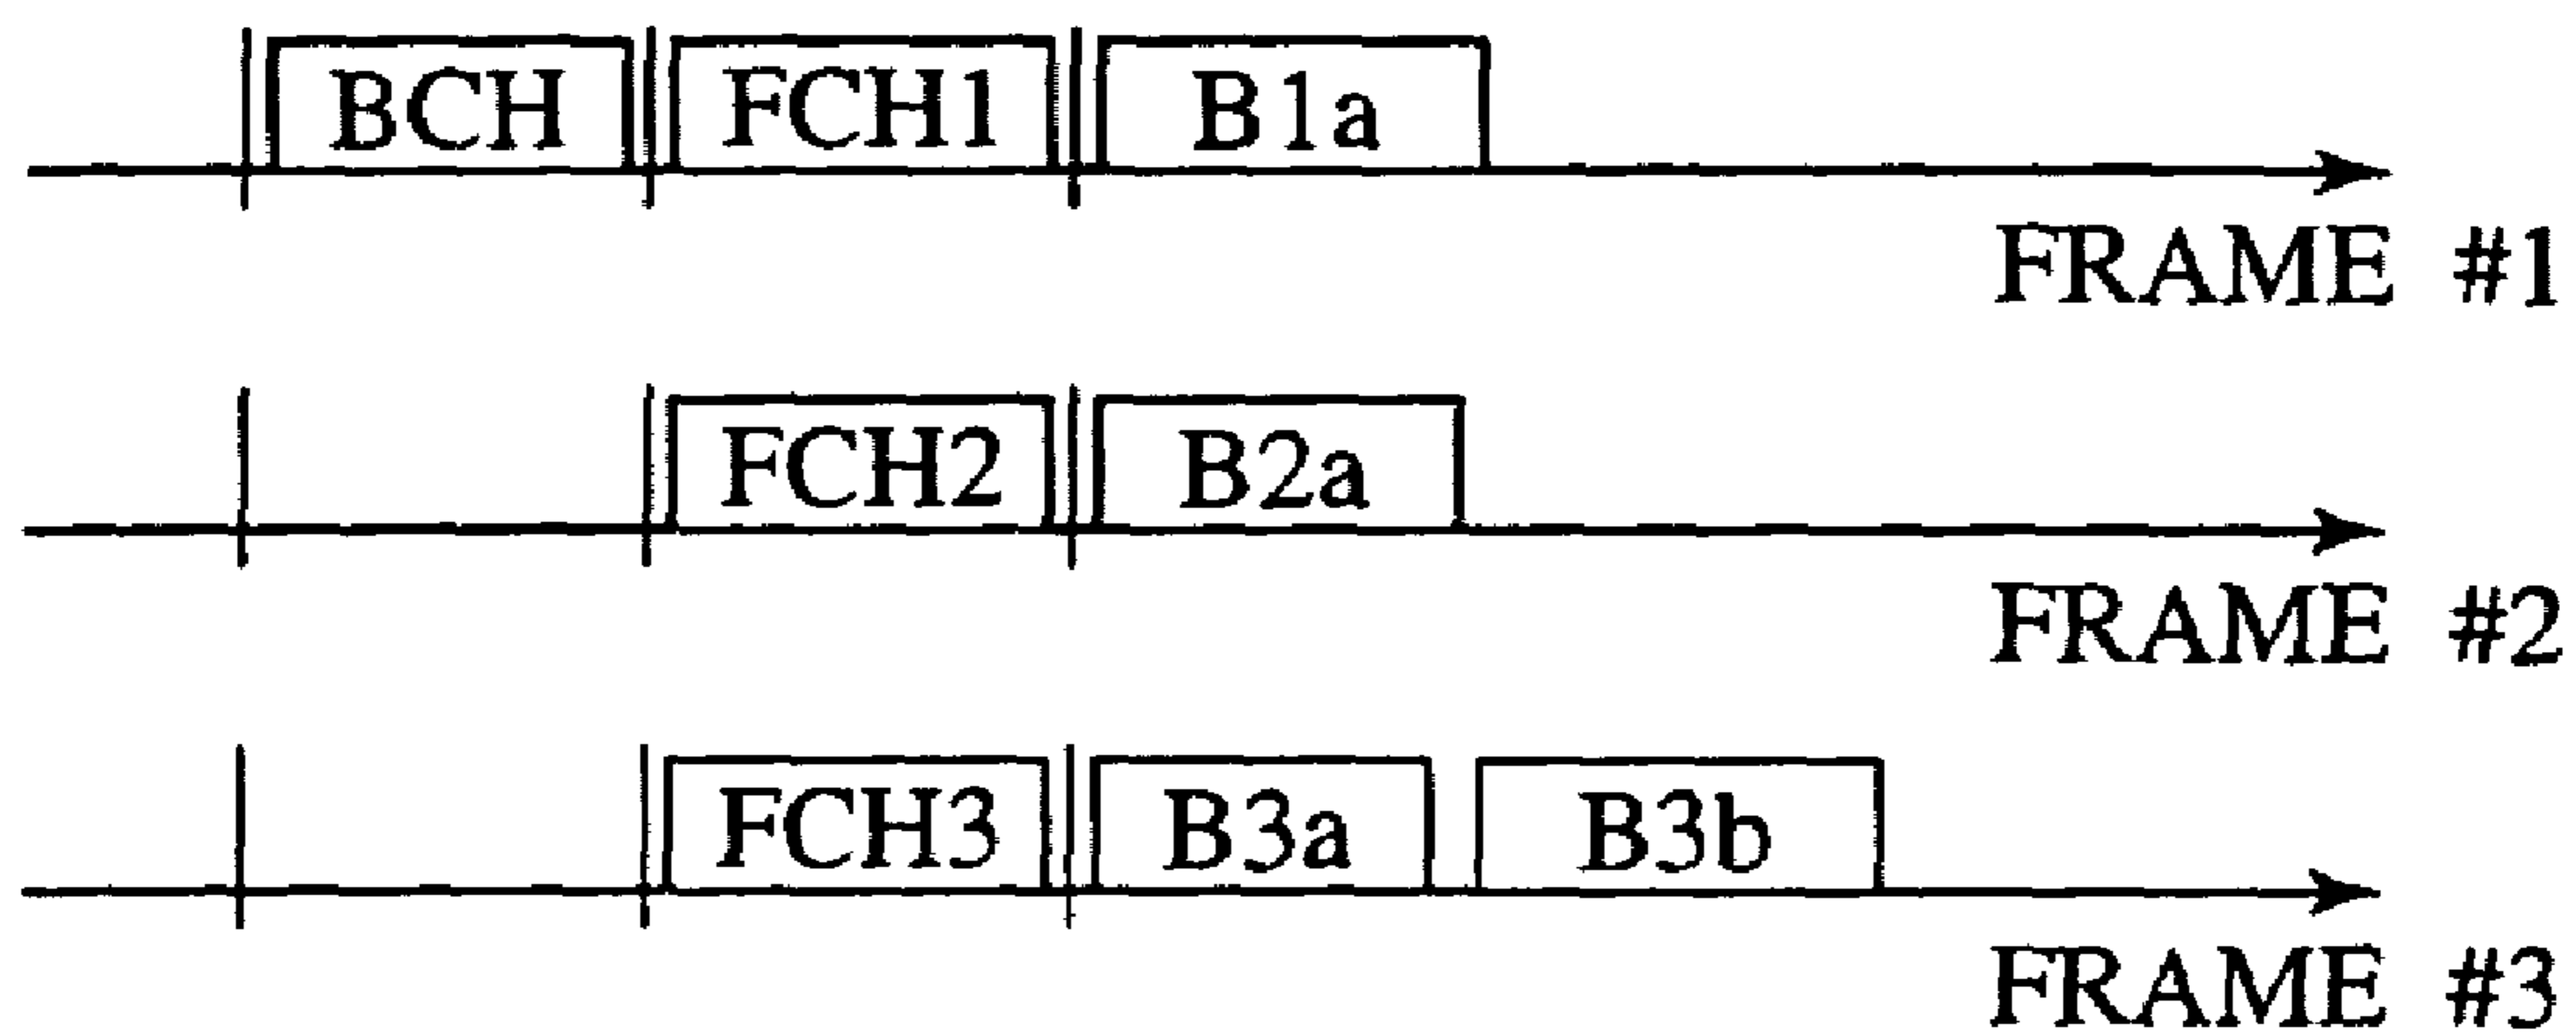 BCH FCH1 B1a
FRAME #1
FCH2 B2a
FRAME #2
FCH3 B3a B3b
FRAME #3